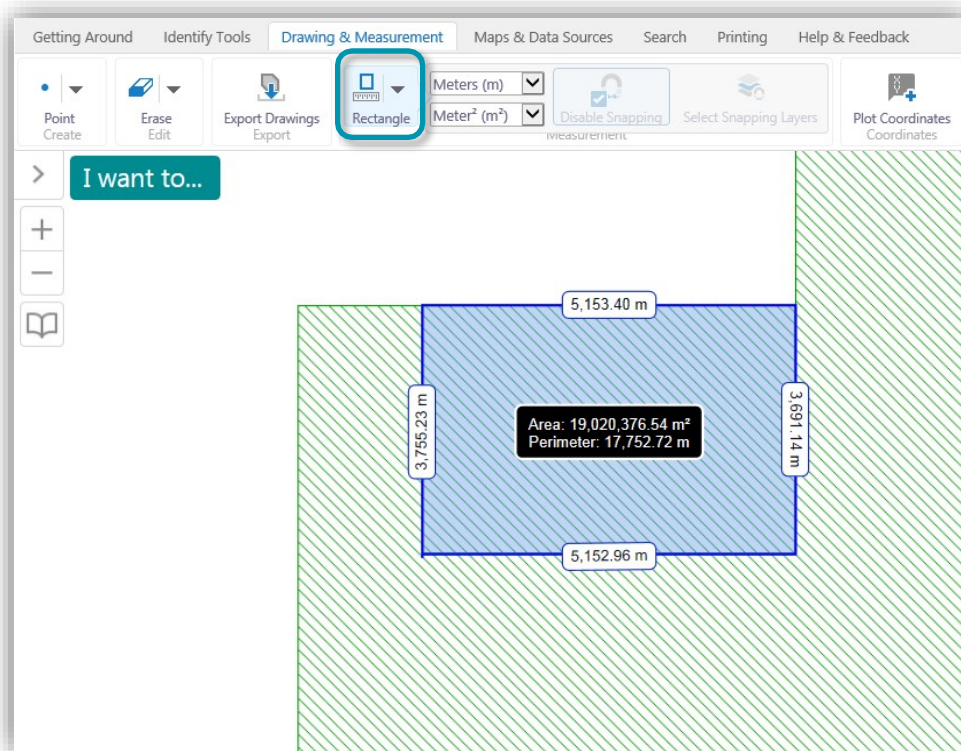 Getting Around Identify Tools Drawing & Measurement Maps & Data Sources Search Printing Help & Feedback
Point
Create
Erase
Edit
Export Drawings
Export
Rectangle
Meters (m)
Meter² (m²)
Disable Snapping
Select Snapping Layers
Measurement
Plot Coordinates
Coordinates
I want to...
5,153.40 m
3,755.23 m
Area: 19,020,376.54 m²
Perimeter: 17,752.72 m
3,691.14 m
5,152.96 m